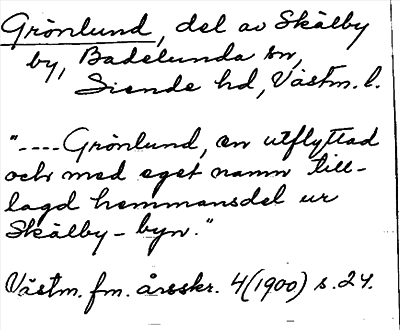 Grönlund, del av Skälby
by, Badelunda sn,
Siende hd, Västm. l.
"----Grönlund, en utflyttad
och med eget namn till-
lagd hemmansdel ur
Skälby-byn."
Västm. fm. årsskr. 4(1900) s. 24.